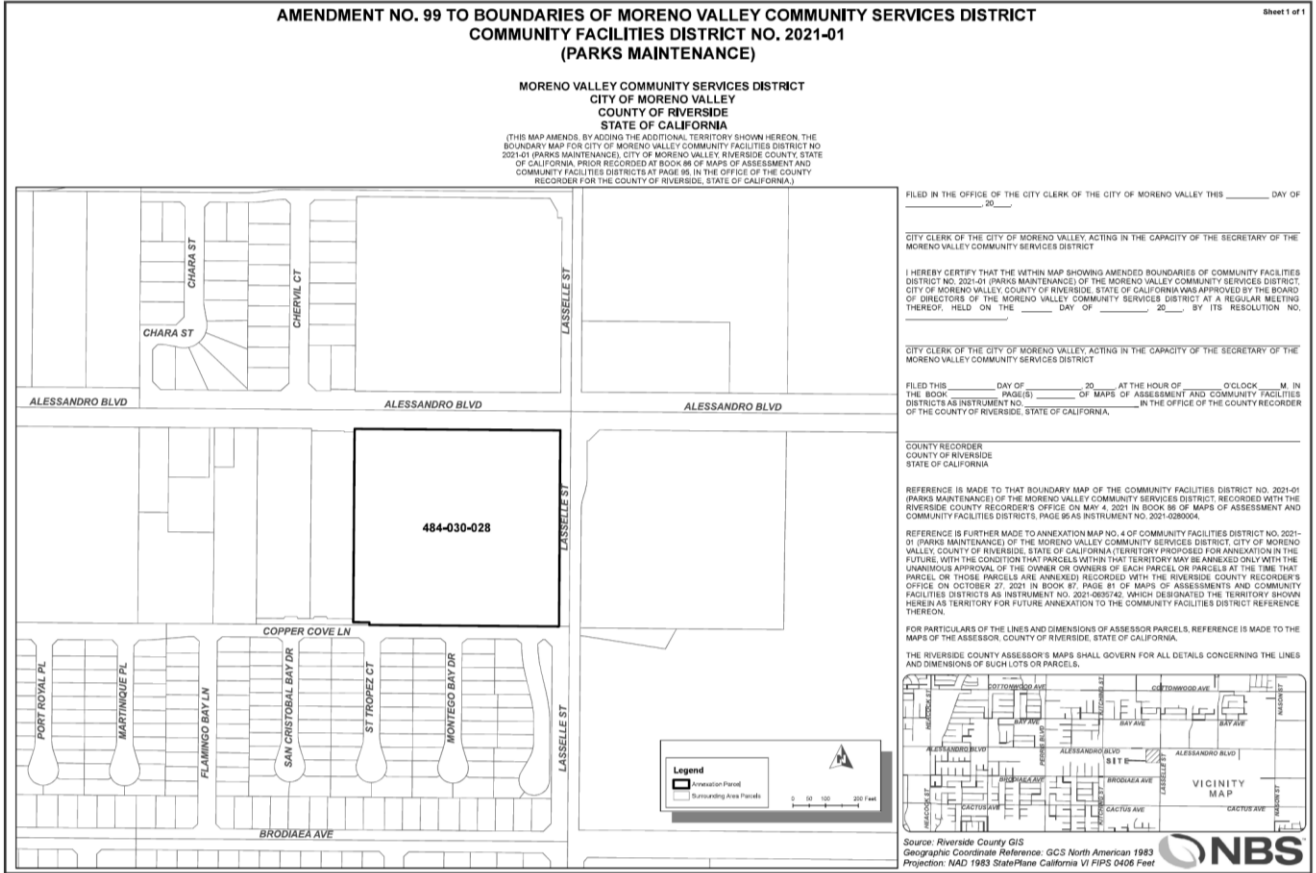 AMENDMENT NO. 99 TO BOUNDARIES OF MORENO VALLEY COMMUNITY SERVICES DISTRICT
COMMUNITY FACILITIES DISTRICT NO. 2021-01
(PARKS MAINTENANCE)
Sheet 1 of 1
MORENO VALLEY COMMUNITY SERVICES DISTRICT
CITY OF MORENO VALLEY
COUNTY OF RIVERSIDE
STATE OF CALIFORNIA
(THIS MAP AMENDS, BY ADDING THE ADDITIONAL TERRITORY SHOWN HEREON, THE
BOUNDARY MAP FOR CITY OF MORENO VALLEY COMMUNITY FACILITIES DISTRICT NO
2021-01 (PARKS MAINTENANCE), CITY OF MORENO VALLEY, RIVERSIDE COUNTY, STATE
OF CALIFORNIA, PRIOR RECORDED AT BOOK 86 OF MAPS OF ASSESSMENT AND
COMMUNITY FACILITIES DISTRICTS AT PAGE 95, IN THE OFFICE OF THE COUNTY
RECORDER FOR THE COUNTY OF RIVERSIDE, STATE OF CALIFORNIA.)
CHARA ST
CHERVIL CT
LASSELLE ST
CHARA ST
ALESSANDRO BLVD
ALESSANDRO BLVD
ALESSANDRO BLVD
484-030-028
LASSELLE ST
COPPER COVE LN
PORT ROYAL PL
MARTINIQUE PL
FLAMINGO BAY LN
SAN CRISTOBAL BAY DR
ST TROPEZ CT
MONTEGO BAY DR
LASSELLE ST
BRODIAEA AVE
Legend
Annexation Parcel
Surrounding Area Parcels
0 50 100 200 Feet
FILED IN THE OFFICE OF THE CITY CLERK OF THE CITY OF MORENO VALLEY THIS ________ DAY OF
______________, 20____.
CITY CLERK OF THE CITY OF MORENO VALLEY, ACTING IN THE CAPACITY OF THE SECRETARY OF THE
MORENO VALLEY COMMUNITY SERVICES DISTRICT
I HEREBY CERTIFY THAT THE WITHIN MAP SHOWING AMENDED BOUNDARIES OF COMMUNITY FACILITIES
DISTRICT NO. 2021-01 (PARKS MAINTENANCE) OF THE MORENO VALLEY COMMUNITY SERVICES DISTRICT,
CITY OF MORENO VALLEY, COUNTY OF RIVERSIDE, STATE OF CALIFORNIA WAS APPROVED BY THE BOARD
OF DIRECTORS OF THE MORENO VALLEY COMMUNITY SERVICES DISTRICT AT A REGULAR MEETING
THEREOF, HELD ON THE ______ DAY OF __________, 20____, BY ITS RESOLUTION NO.
_______________.
CITY CLERK OF THE CITY OF MORENO VALLEY, ACTING IN THE CAPACITY OF THE SECRETARY OF THE
MORENO VALLEY COMMUNITY SERVICES DISTRICT
FILED THIS _________ DAY OF ___________, 20____, AT THE HOUR OF _______ O'CLOCK ____M. IN
THE BOOK ________ PAGE(S) ________ OF MAPS OF ASSESSMENT AND COMMUNITY FACILITIES
DISTRICTS AS INSTRUMENT NO. ____________________ IN THE OFFICE OF THE COUNTY RECORDER
OF THE COUNTY OF RIVERSIDE, STATE OF CALIFORNIA.
COUNTY RECORDER
COUNTY OF RIVERSIDE
STATE OF CALIFORNIA
REFERENCE IS MADE TO THAT BOUNDARY MAP OF THE COMMUNITY FACILITIES DISTRICT NO. 2021-01
(PARKS MAINTENANCE) OF THE MORENO VALLEY COMMUNITY SERVICES DISTRICT, RECORDED WITH THE
RIVERSIDE COUNTY RECORDER'S OFFICE ON MAY 4, 2021 IN BOOK 86 OF MAPS OF ASSESSMENT AND
COMMUNITY FACILITIES DISTRICTS, PAGE 95 AS INSTRUMENT NO. 2021-0280004.
REFERENCE IS FURTHER MADE TO ANNEXATION MAP NO. 4 OF COMMUNITY FACILITIES DISTRICT NO. 2021-
01 (PARKS MAINTENANCE) OF THE MORENO VALLEY COMMUNITY SERVICES DISTRICT, CITY OF MORENO
VALLEY, COUNTY OF RIVERSIDE, STATE OF CALIFORNIA (TERRITORY PROPOSED FOR ANNEXATION IN THE
FUTURE, WITH THE CONDITION THAT PARCELS WITHIN THAT TERRITORY MAY BE ANNEXED ONLY WITH THE
UNANIMOUS APPROVAL OF THE OWNER OR OWNERS OF EACH PARCEL OR PARCELS AT THE TIME THAT
PARCEL OR THOSE PARCELS ARE ANNEXED) RECORDED WITH THE RIVERSIDE COUNTY RECORDER'S
OFFICE ON OCTOBER 27, 2021 IN BOOK 87, PAGE 81 OF MAPS OF ASSESSMENTS AND COMMUNITY
FACILITIES DISTRICTS AS INSTRUMENT NO. 2021-0635742, WHICH DESIGNATED THE TERRITORY SHOWN
HEREIN AS TERRITORY FOR FUTURE ANNEXATION TO THE COMMUNITY FACILITIES DISTRICT REFERENCE
THEREON.
FOR PARTICULARS OF THE LINES AND DIMENSIONS OF ASSESSOR PARCELS, REFERENCE IS MADE TO THE
MAPS OF THE ASSESSOR, COUNTY OF RIVERSIDE, STATE OF CALIFORNIA.
THE RIVERSIDE COUNTY ASSESSOR'S MAPS SHALL GOVERN FOR ALL DETAILS CONCERNING THE LINES
AND DIMENSIONS OF SUCH LOTS OR PARCELS.
COTTONWOOD AVE
COTTONWOOD AVE
HEACOCK ST
NASON ST
BAY AVE
BAY AVE
BAY AVE
PERRIS BLVD
ALESSANDRO BLVD
ALESSANDRO BLVD
ALESSANDRO BLVD
SITE
LASSELLE ST
BRODIAEA AVE
BRODIAEA AVE
VICINITY
MAP
HEACOCK ST
CACTUS AVE
CACTUS AVE
CACTUS AVE
NASON ST
Source: Riverside County GIS
Geographic Coordinate Reference: GCS North American 1983
Projection: NAD 1983 StatePlane California VI FIPS 0406 Feet
NBS